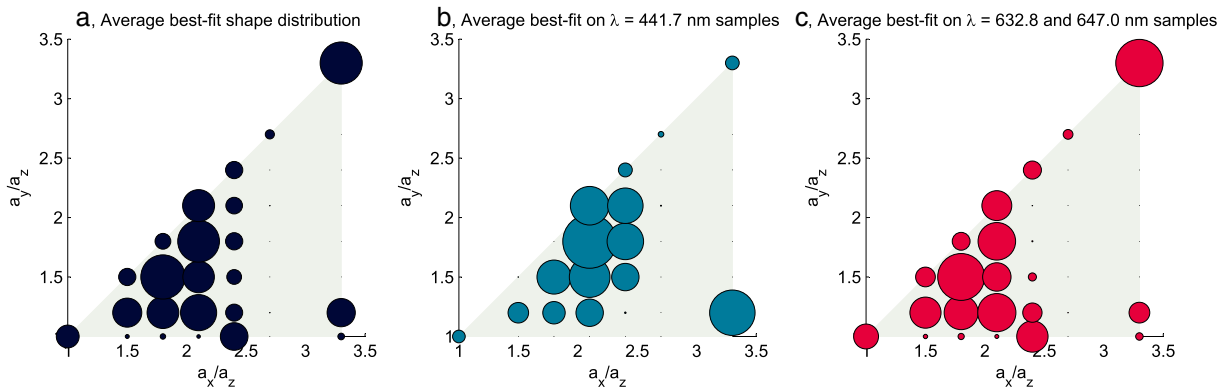 a, Average best-fit shape distribution
3.5
3
2.5
2
1.5
1
a_y/a_z
1 1.5 2 2.5 3 3.5
a_x/a_z
b, Average best-fit on λ = 441.7 nm samples
3.5
3
2.5
2
1.5
1
a_y/a_z
1 1.5 2 2.5 3 3.5
a_x/a_z
c, Average best-fit on λ = 632.8 and 647.0 nm samples
3.5
3
2.5
2
1.5
1
a_y/a_z
1 1.5 2 2.5 3 3.5
a_x/a_z